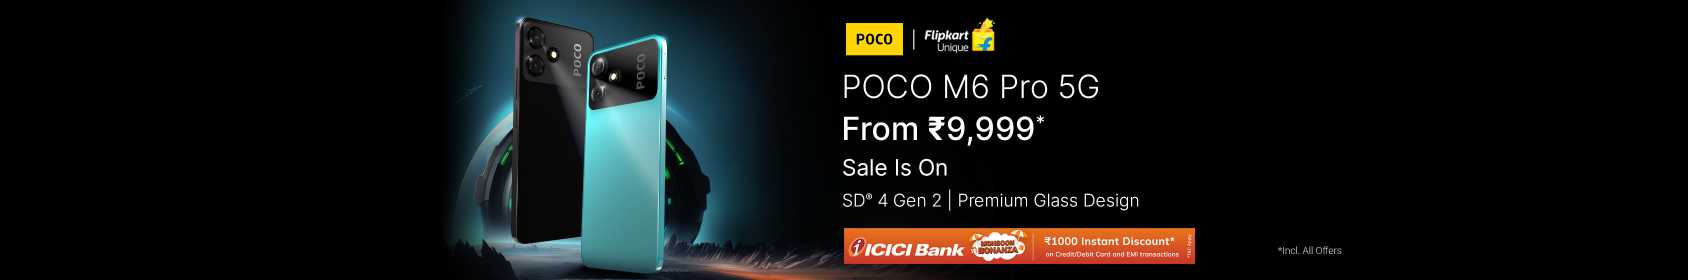 POCO
POCO
POCO
Flipkart
Unique
POCO M6 Pro 5G
From ₹9,999*
Sale Is On
SD® 4 Gen 2 | Premium Glass Design
ICICI Bank
MONSOON
BONANZA
₹1000 Instant Discount*
on Credit/Debit Card and EMI transactions
*T&C Apply
*Incl. All Offers